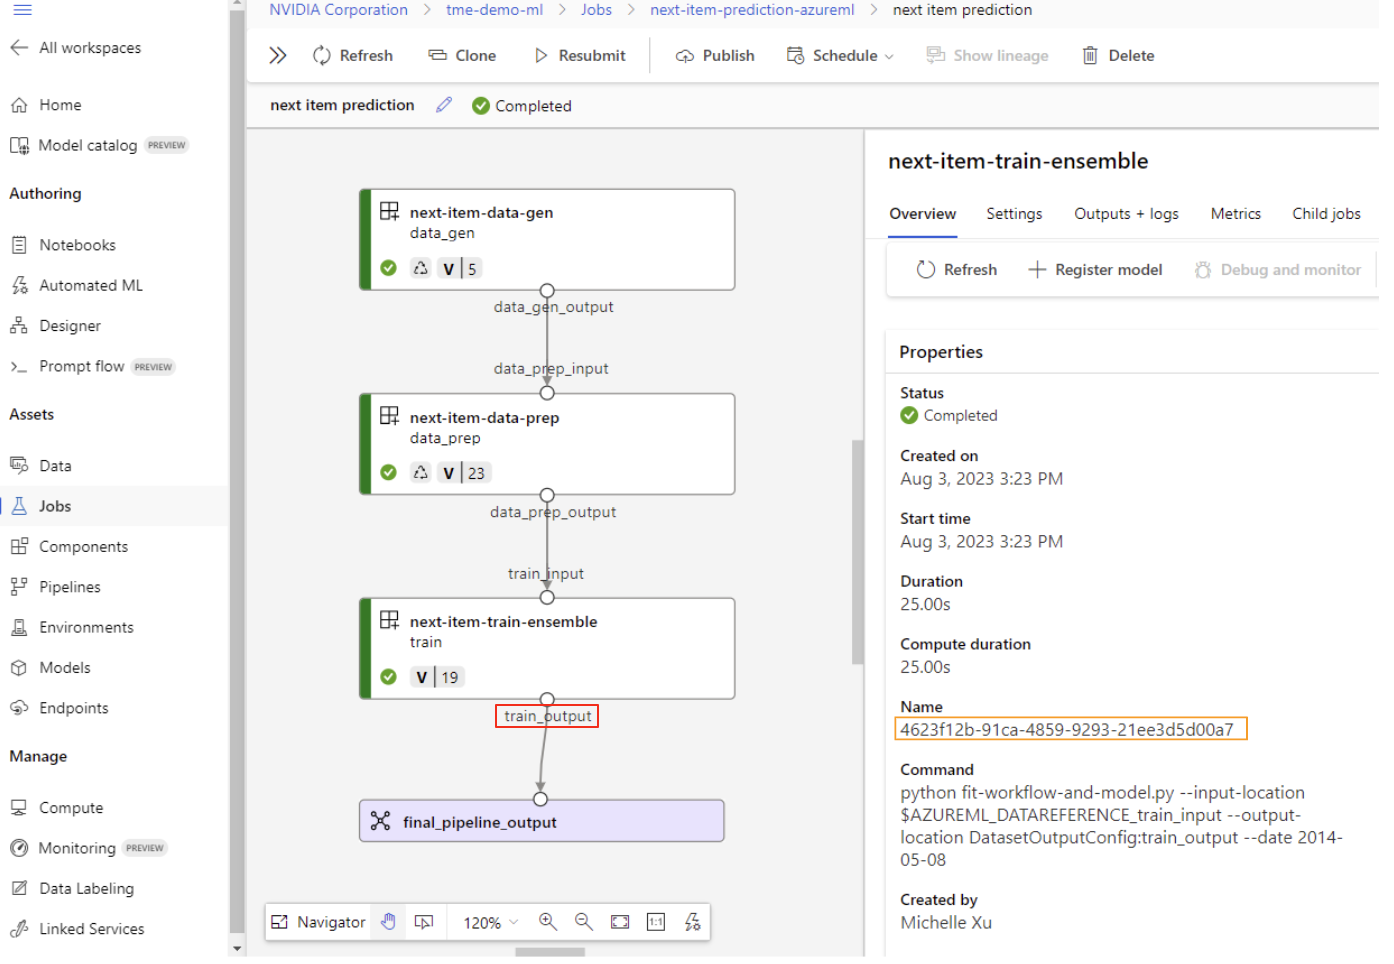 NVIDIA Corporation > tme-demo-ml > Jobs > next-item-prediction-azureml > next item prediction
All workspaces
Home
Model catalog PREVIEW
Authoring
Notebooks
Automated ML
Designer
Prompt flow PREVIEW
Assets
Data
Jobs
Components
Pipelines
Environments
Models
Endpoints
Manage
Compute
Monitoring PREVIEW
Data Labeling
Linked Services
Refresh Clone Resubmit Publish Schedule Show lineage Delete
next item prediction Completed
next-item-data-gen
data_gen
V 5
data_gen_output
data_prep_input
next-item-data-prep
data_prep
V 23
data_prep_output
train_input
next-item-train-ensemble
train
V 19
train_output
final_pipeline_output
Navigator 120% 1:1
next-item-train-ensemble
Overview Settings Outputs + logs Metrics Child jobs
Refresh Register model Debug and monitor
Properties
Status
Completed
Created on
Aug 3, 2023 3:23 PM
Start time
Aug 3, 2023 3:23 PM
Duration
25.00s
Compute duration
25.00s
Name
4623f12b-91ca-4859-9293-21ee3d5d00a7
Command
python fit-workflow-and-model.py --input-location
$AZUREML_DATAREFERENCE_train_input --output-
location DatasetOutputConfig:train_output --date 2014-
05-08
Created by
Michelle Xu